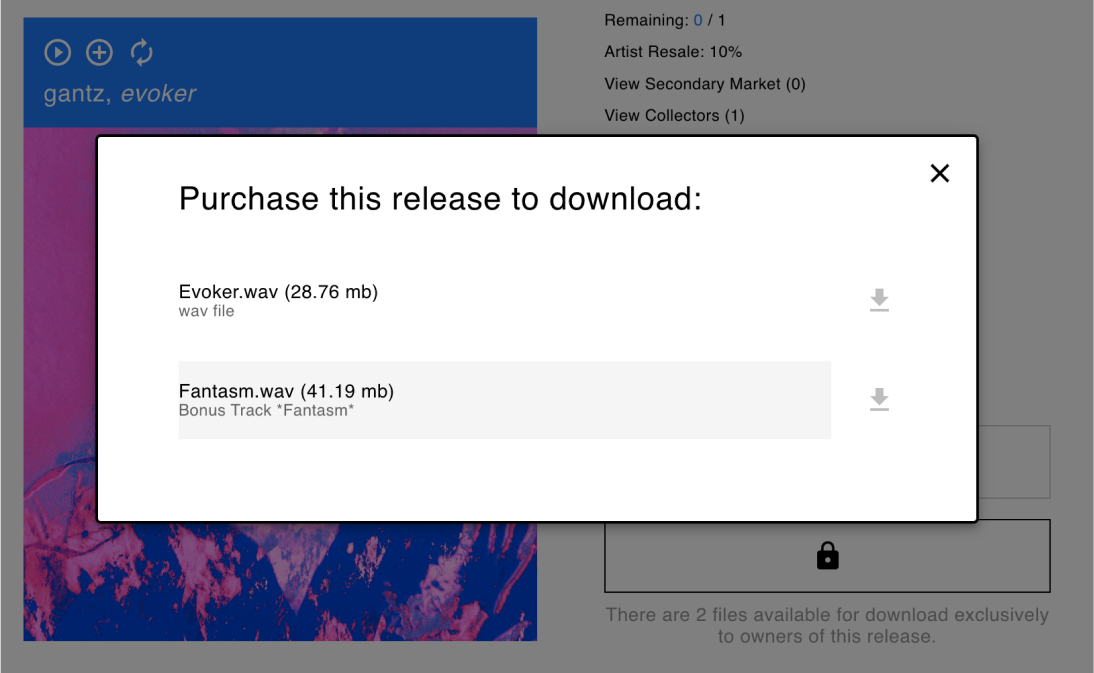 gantz, evoker
Remaining: 0 / 1
Artist Resale: 10%
View Secondary Market (0)
View Collectors (1)
Purchase this release to download:
Evoker.wav (28.76 mb)
wav file
Fantasm.wav (41.19 mb)
Bonus Track *Fantasm*
There are 2 files available for download exclusively
to owners of this release.